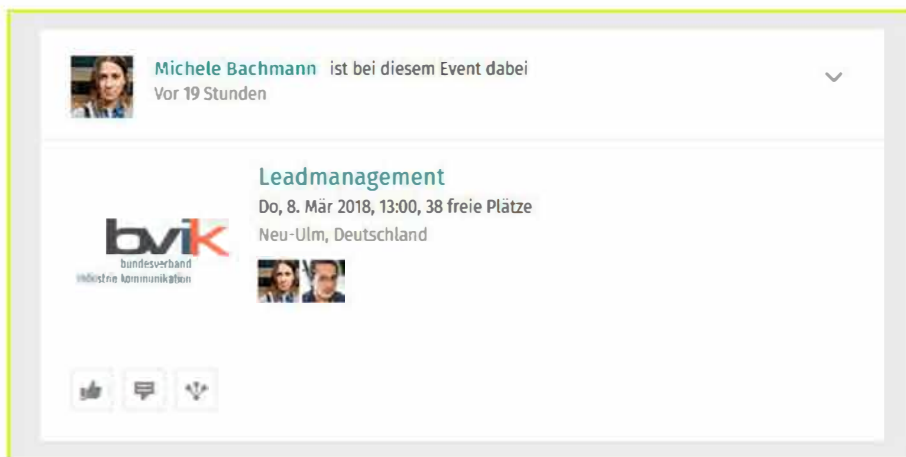 Michele Bachmann ist bei diesem Event dabei
Vor 19 Stunden
Leadmanagement
Do, 8. Mär 2018, 13:00, 38 freie Plätze
Neu-Ulm, Deutschland
bvik
bundesverband
industrie kommunikation